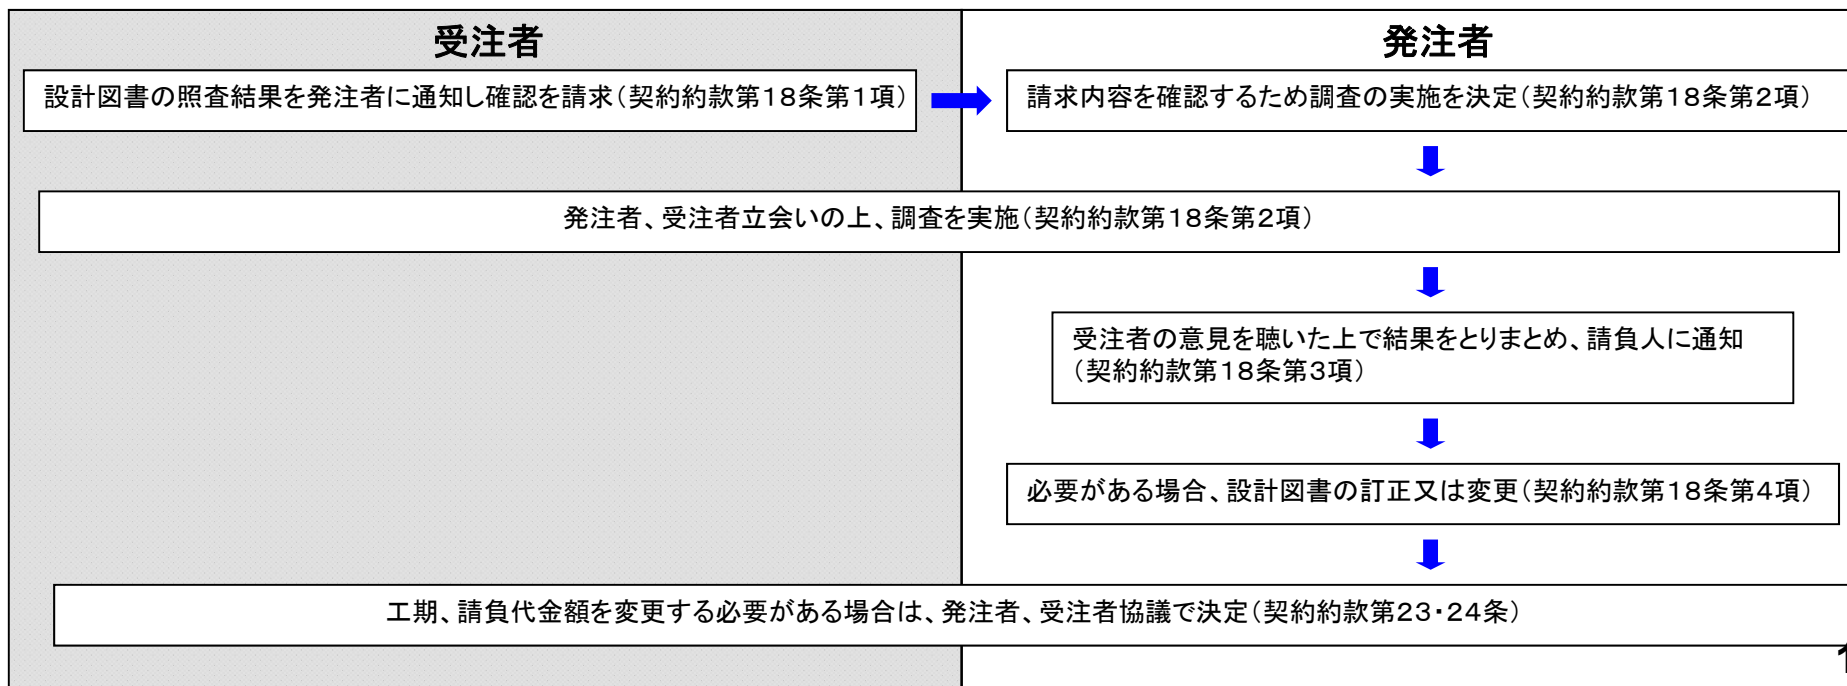 受注者
発注者
設計図書の照査結果を発注者に通知し確認を請求(契約約款第18条第1項)
請求内容を確認するため調査の実施を決定(契約約款第18条第2項)
発注者、受注者立会いの上、調査を実施(契約約款第18条第2項)
受注者の意見を聴いた上で結果をとりまとめ、請負人に通知
(契約約款第18条第3項)
必要がある場合、設計図書の訂正又は変更(契約約款第18条第4項)
工期、請負代金額を変更する必要がある場合は、発注者、受注者協議で決定(契約約款第23・24条)